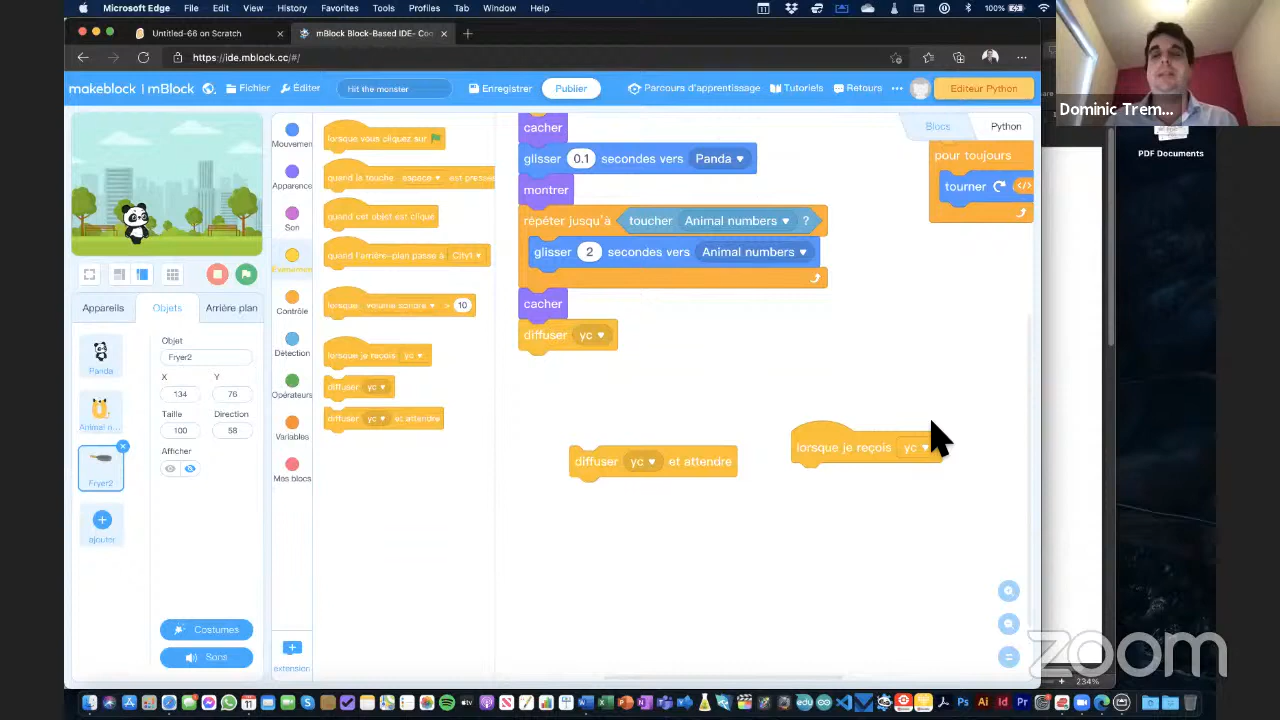 Microsoft Edge File Edit View History Favorites Tools Profiles Tab Window Help 100%
Untitled-66 on Scratch
mBlock Block-Based IDE- Coo
https://ide.mblock.cc/#/
Dominic Trem...
PDF Documents
makeblock | mBlock Fichier Éditer Hit the monster Enregistrer Publier Parcours d'apprentissage Tutoriels Retours Editeur Python
Blocs Python
Mouvement
Apparence
Son
Événement
Contrôle
Détection
Opérateurs
Variables
Mes blocs
extension
lorsque vous cliquez sur
quand la touche espace est pressé
quand cet objet est cliqué
quand l'arrière-plan passe à City1
lorsque volume sonore > 10
lorsque je reçois yc
diffuser yc
diffuser yc et attendre
cacher
glisser 0.1 secondes vers Panda
montrer
répéter jusqu'à toucher Animal numbers ?
glisser 2 secondes vers Animal numbers
cacher
diffuser yc
diffuser yc et attendre
lorsque je reçois yc
pour toujours
tourner
Appareils Objets Arrière plan
Panda
Animal n...
Fryer2
ajouter
Objet
Fryer2
X Y
134 76
Taille Direction
100 58
Afficher
Costumes
Sons
zoom
234%